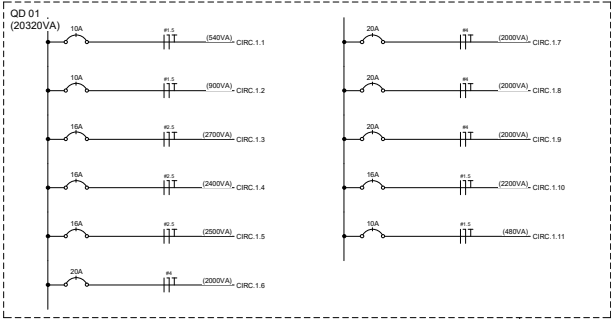 QD 01
(20320VA)
10A #1.5 (540VA) CIRC.1.1
10A #1.5 (900VA) CIRC.1.2
16A #2.5 (2700VA) CIRC.1.3
16A #2.5 (2400VA) CIRC.1.4
16A #2.5 (2500VA) CIRC.1.5
20A #4 (2000VA) CIRC.1.6
20A #4 (2000VA) CIRC.1.7
20A #4 (2000VA) CIRC.1.8
20A #4 (2000VA) CIRC.1.9
16A #1.5 (2200VA) CIRC.1.10
10A #1.5 (480VA) CIRC.1.11